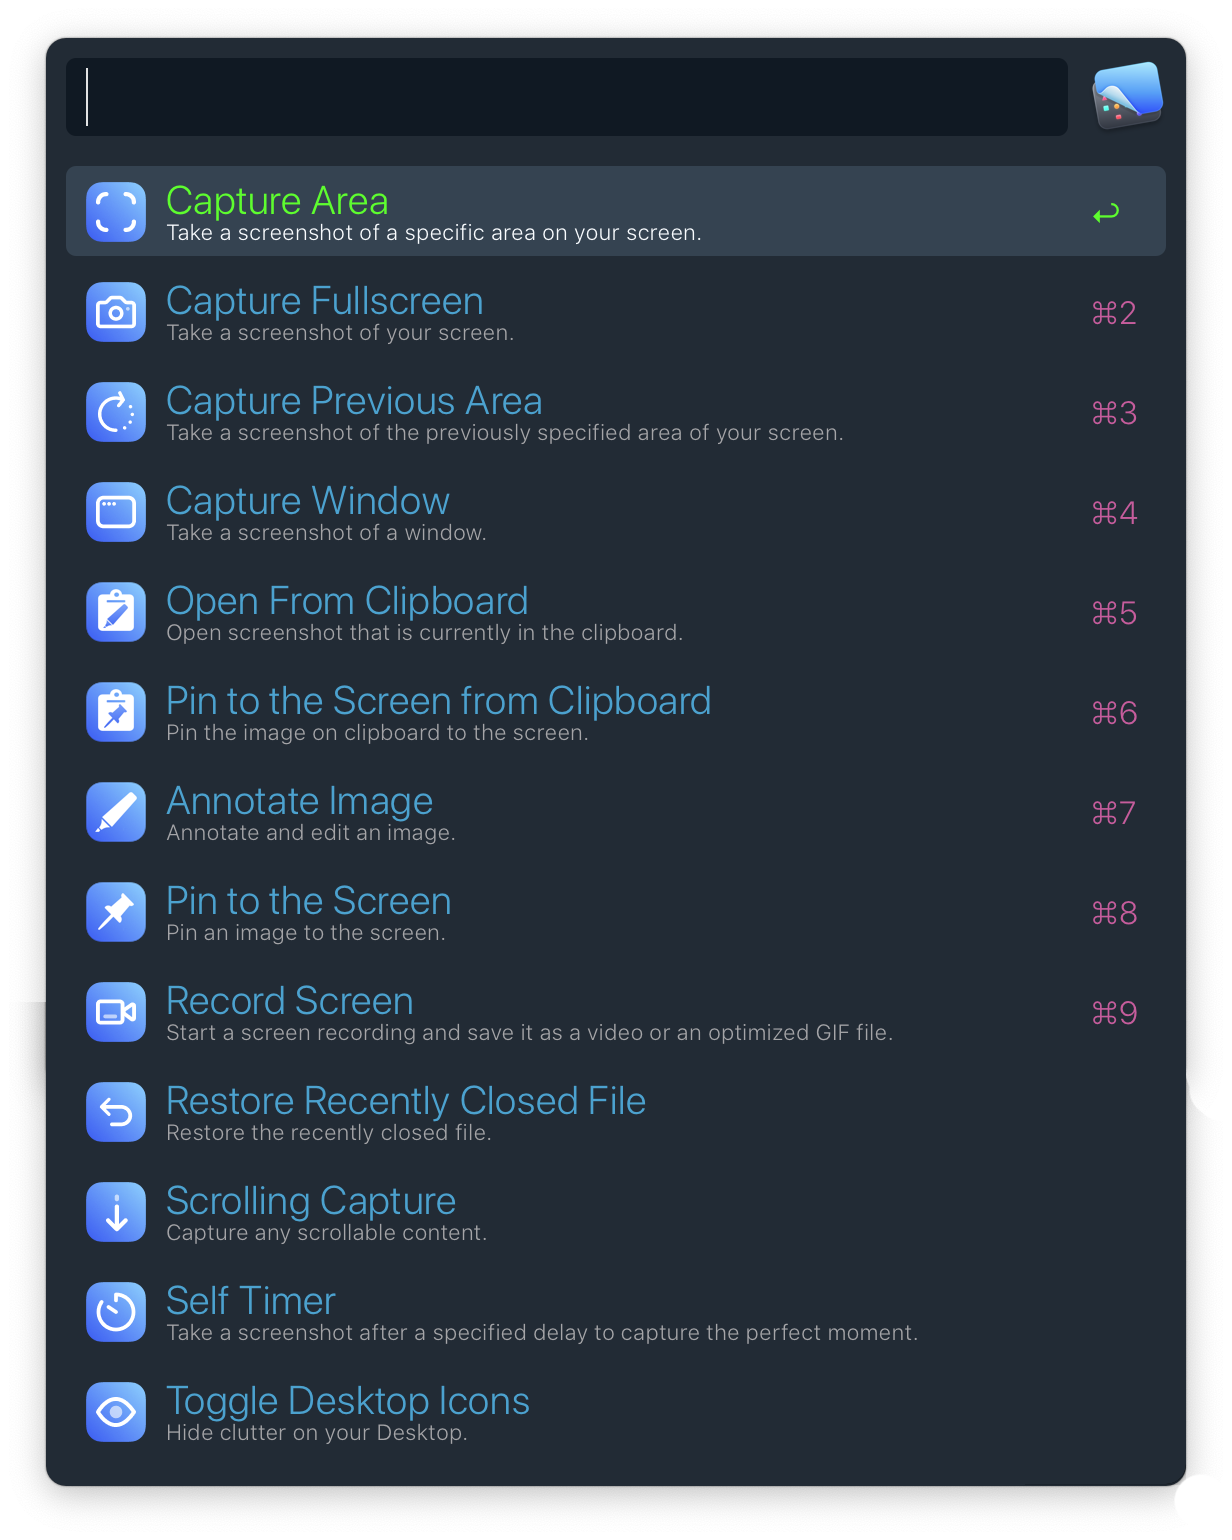 Capture Area
Take a screenshot of a specific area on your screen.
Capture Fullscreen
Take a screenshot of your screen.
⌘2
Capture Previous Area
Take a screenshot of the previously specified area of your screen.
⌘3
Capture Window
Take a screenshot of a window.
⌘4
Open From Clipboard
Open screenshot that is currently in the clipboard.
⌘5
Pin to the Screen from Clipboard
Pin the image on clipboard to the screen.
⌘6
Annotate Image
Annotate and edit an image.
⌘7
Pin to the Screen
Pin an image to the screen.
⌘8
Record Screen
Start a screen recording and save it as a video or an optimized GIF file.
⌘9
Restore Recently Closed File
Restore the recently closed file.
Scrolling Capture
Capture any scrollable content.
Self Timer
Take a screenshot after a specified delay to capture the perfect moment.
Toggle Desktop Icons
Hide clutter on your Desktop.